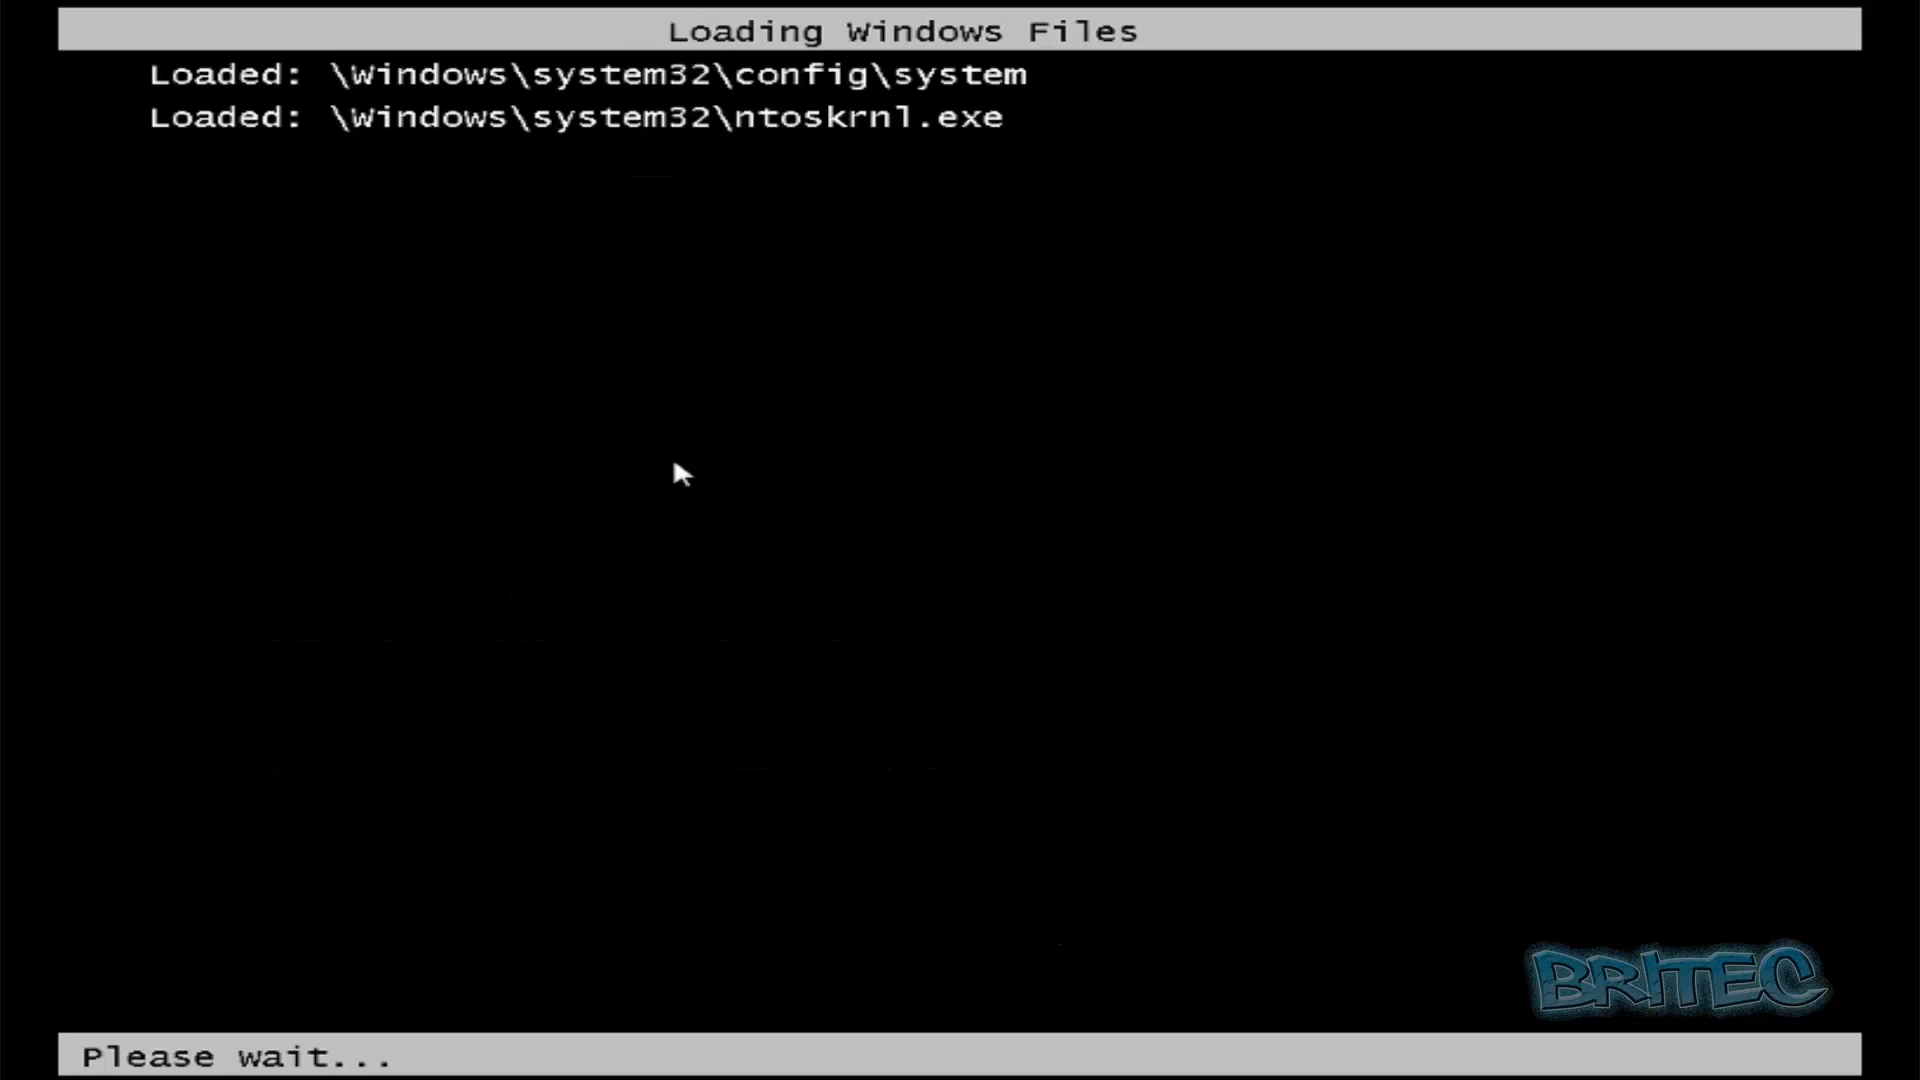 Loading Windows Files
Loaded: \Windows\system32\config\system
Loaded: \Windows\system32\ntoskrnl.exe
BRITEC
Please wait...